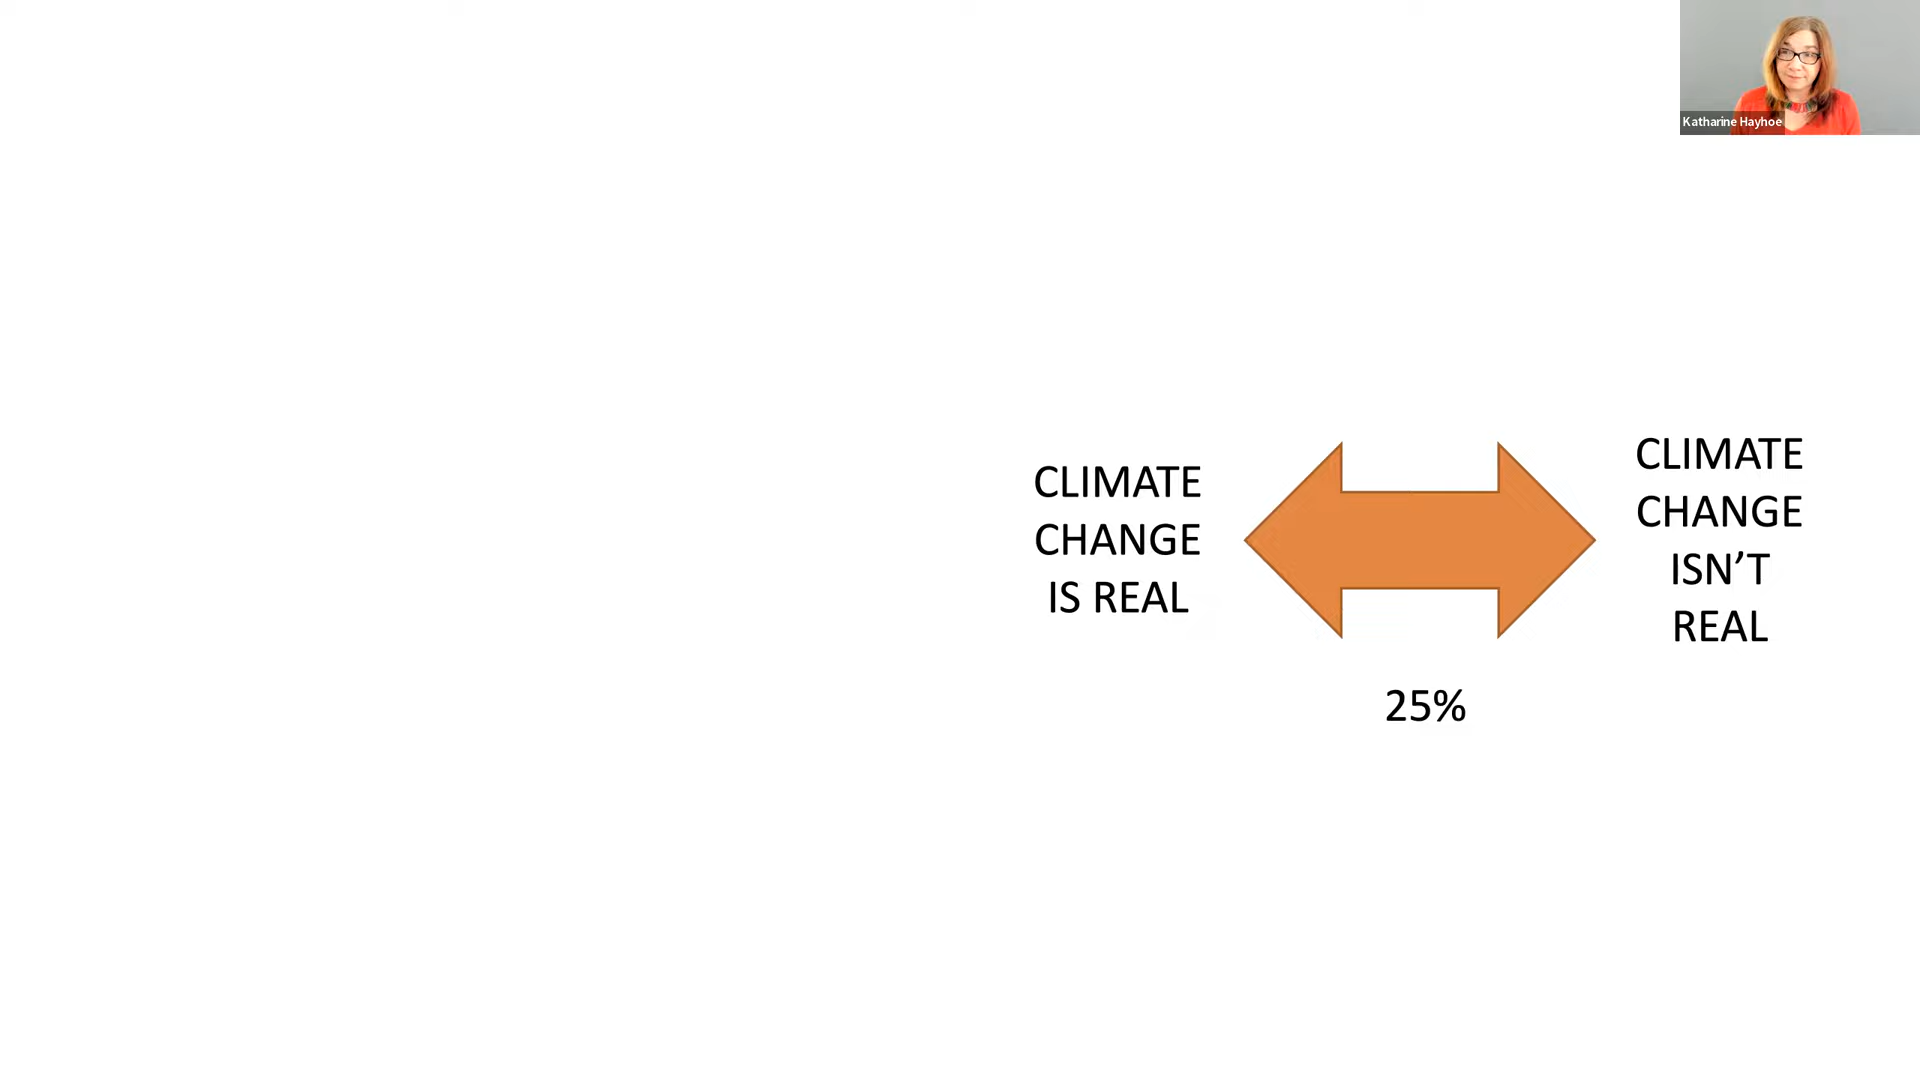 Katharine Hayhoe
CLIMATE
CHANGE
IS REAL
CLIMATE
CHANGE
ISN’T
REAL
25%